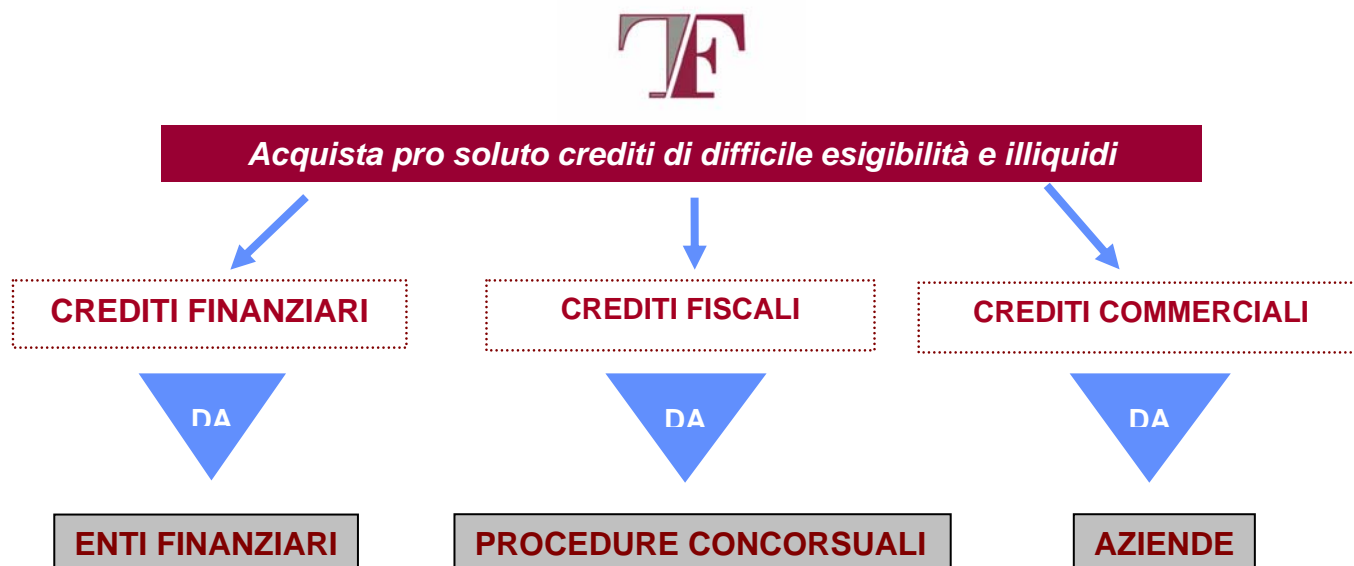 TF
Acquista pro soluto crediti di difficile esigibilità e illiquidi
CREDITI FINANZIARI
CREDITI FISCALI
CREDITI COMMERCIALI
DA
DA
DA
ENTI FINANZIARI
PROCEDURE CONCORSUALI
AZIENDE